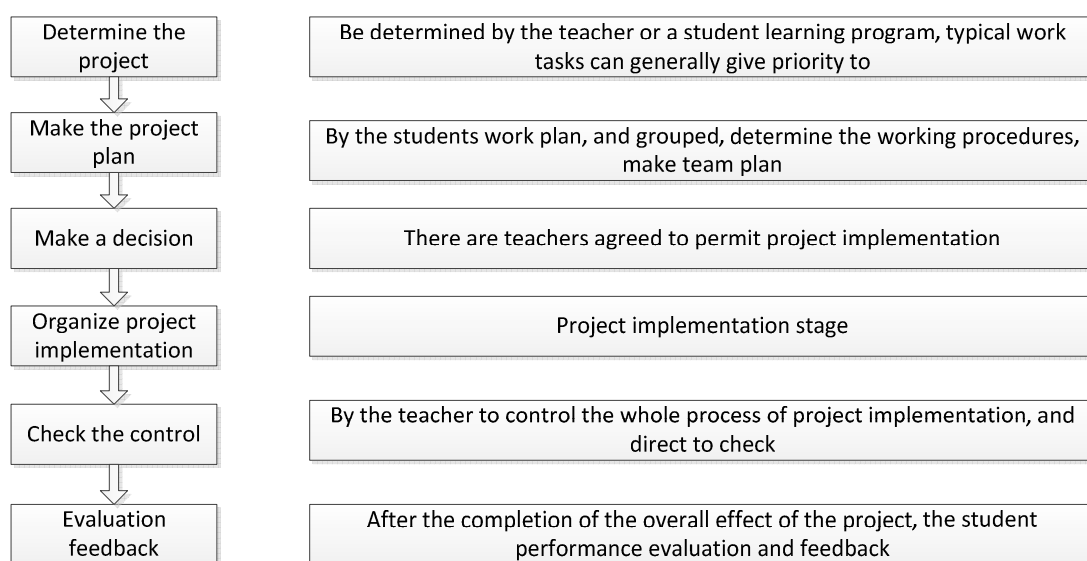 Determine the
project
Be determined by the teacher or a student learning program, typical work
tasks can generally give priority to
Make the project
plan
By the students work plan, and grouped, determine the working procedures,
make team plan
Make a decision
There are teachers agreed to permit project implementation
Organize project
implementation
Project implementation stage
Check the control
By the teacher to control the whole process of project implementation, and
direct to check
Evaluation
feedback
After the completion of the overall effect of the project, the student
performance evaluation and feedback